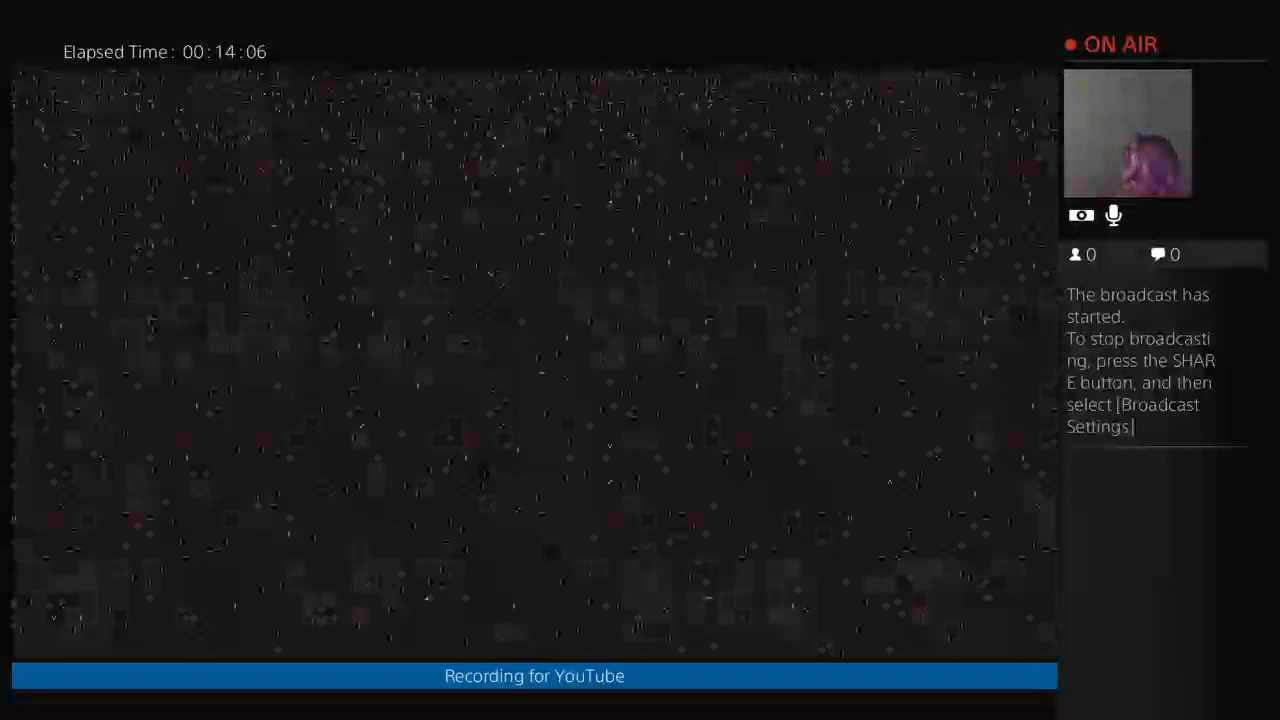 Elapsed Time: 00:14:06
ON AIR
0 0
The broadcast has
started.
To stop broadcasti
ng, press the SHAR
E button, and then
select [Broadcast
Settings]
Recording for YouTube